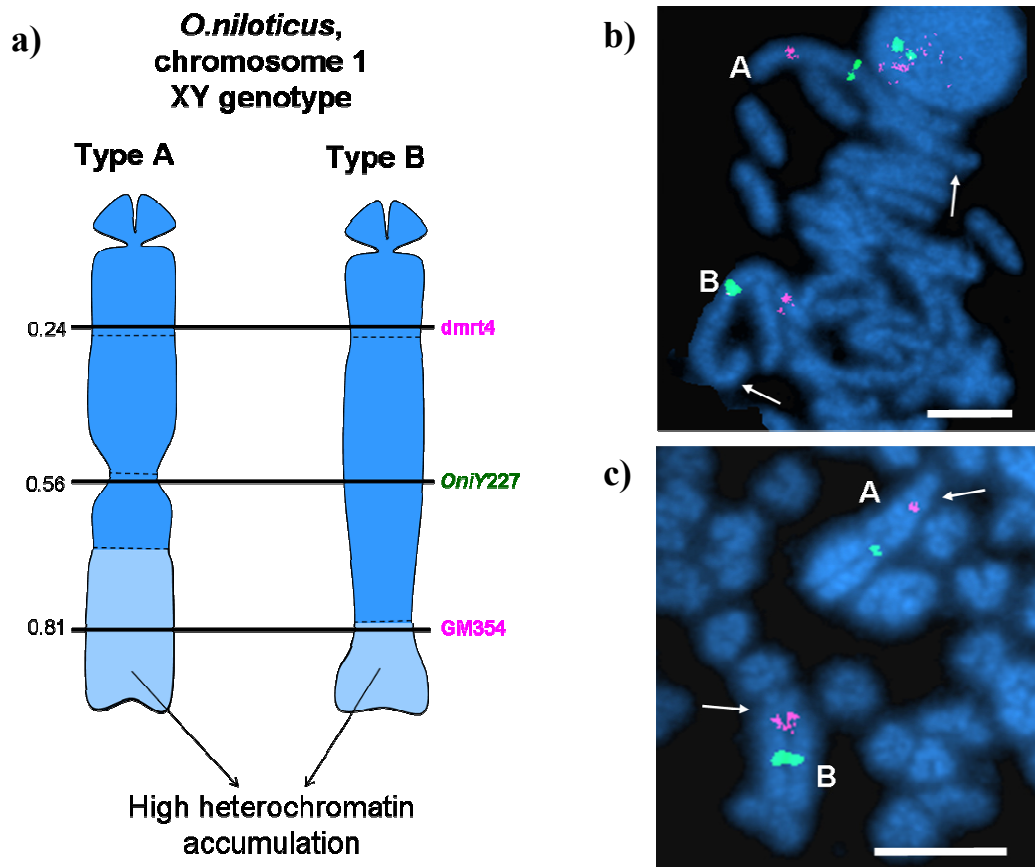 a)
O.niloticus,
chromosome 1
XY genotype
Type A
Type B
0.24
dmrt4
0.56
OniY227
0.81
GM354
High heterochromatin
accumulation
b)
A
B
c)
A
B